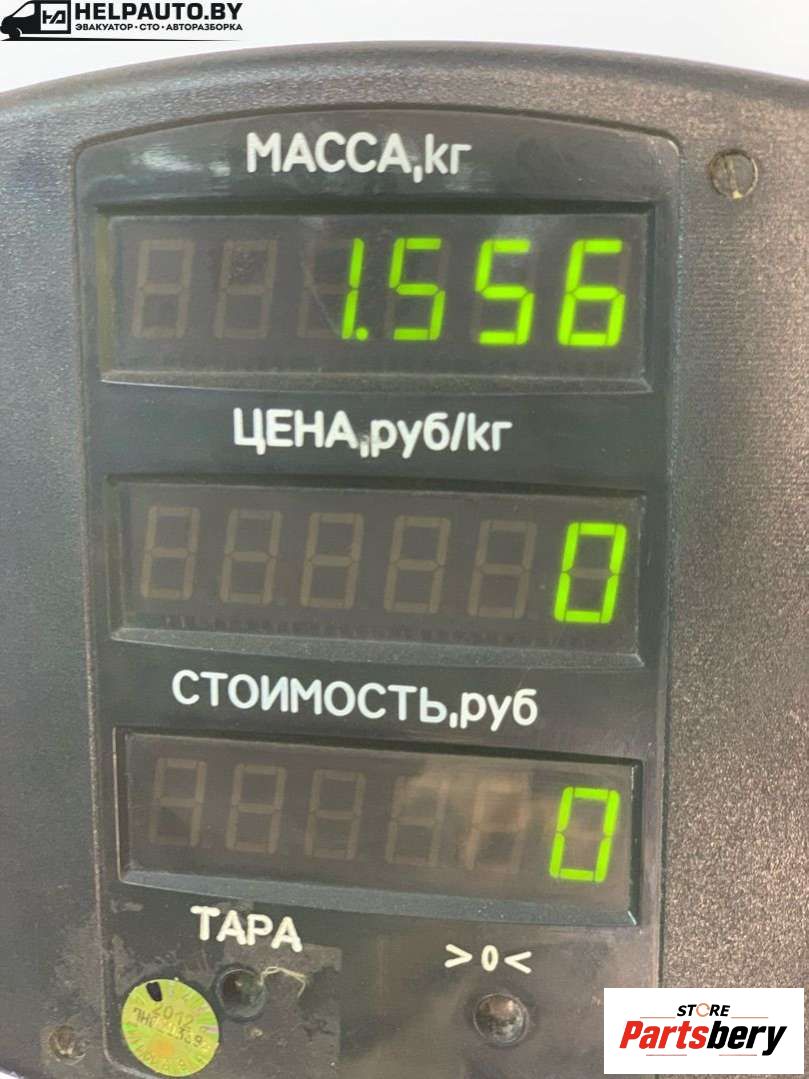 HELPAUTO.BY
ЭВАКУАТОР • СТО • АВТОРАЗБОРКА
МАССА,кг
1.556
ЦЕНА,руб/кг
0
СТОИМОСТЬ,руб
0
ТАРА
>0<
2012
STORE
Partsbery